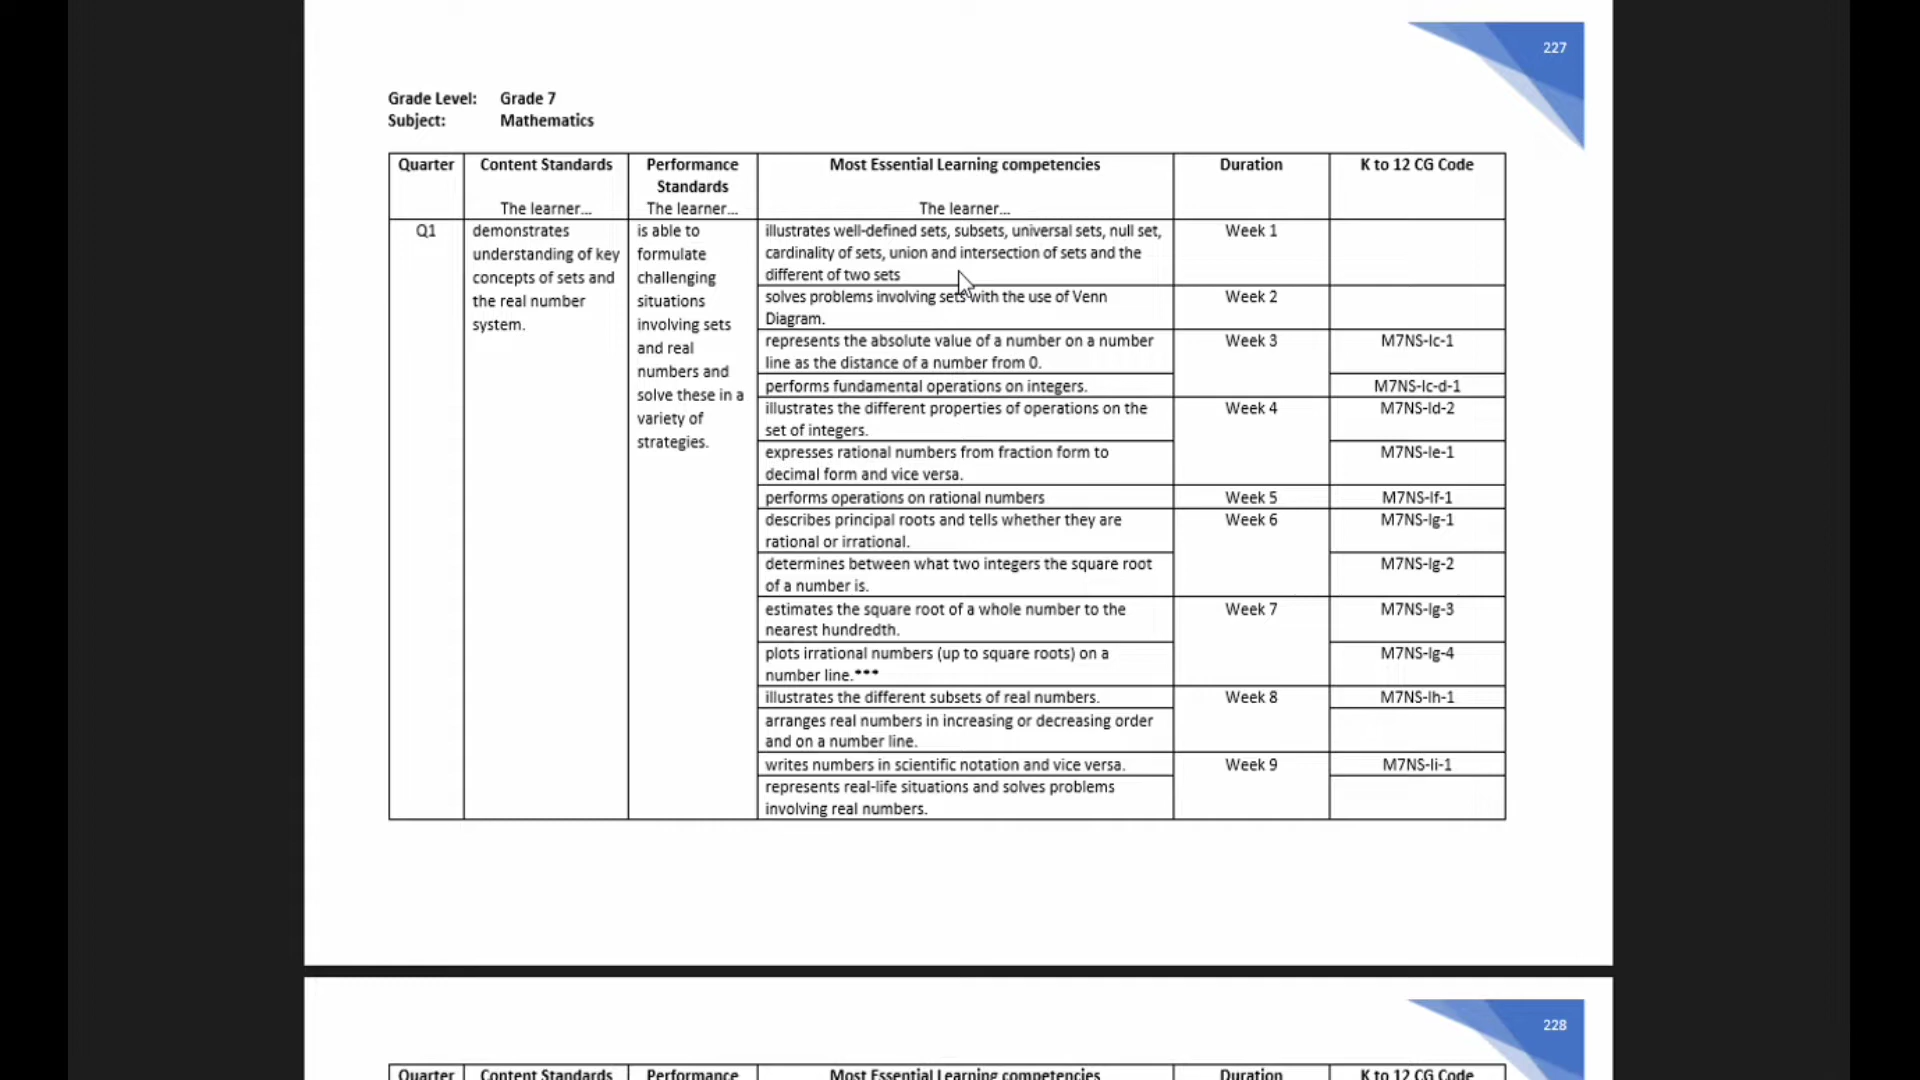 227
Grade Level: Grade 7
Subject: Mathematics
Quarter
Content Standards
The learner...
Performance
Standards
The learner...
Most Essential Learning competencies
The learner...
Duration
K to 12 CG Code
Q1
demonstrates
understanding of key
concepts of sets and
the real number
system.
is able to
formulate
challenging
situations
involving sets
and real
numbers and
solve these in a
variety of
strategies.
illustrates well-defined sets, subsets, universal sets, null set,
cardinality of sets, union and intersection of sets and the
different of two sets
Week 1
solves problems involving sets with the use of Venn
Diagram.
Week 2
represents the absolute value of a number on a number
line as the distance of a number from 0.
Week 3
M7NS-Ic-1
performs fundamental operations on integers.
M7NS-Ic-d-1
illustrates the different properties of operations on the
set of integers.
Week 4
M7NS-Id-2
expresses rational numbers from fraction form to
decimal form and vice versa.
M7NS-Ie-1
performs operations on rational numbers
Week 5
M7NS-If-1
describes principal roots and tells whether they are
rational or irrational.
Week 6
M7NS-Ig-1
determines between what two integers the square root
of a number is.
M7NS-Ig-2
estimates the square root of a whole number to the
nearest hundredth.
Week 7
M7NS-Ig-3
plots irrational numbers (up to square roots) on a
number line.***
M7NS-Ig-4
illustrates the different subsets of real numbers.
Week 8
M7NS-Ih-1
arranges real numbers in increasing or decreasing order
and on a number line.
writes numbers in scientific notation and vice versa.
Week 9
M7NS-Ii-1
represents real-life situations and solves problems
involving real numbers.
228
Quarter
Content Standards
Performance
Most Essential Learning competencies
Duration
K to 12 CG Code